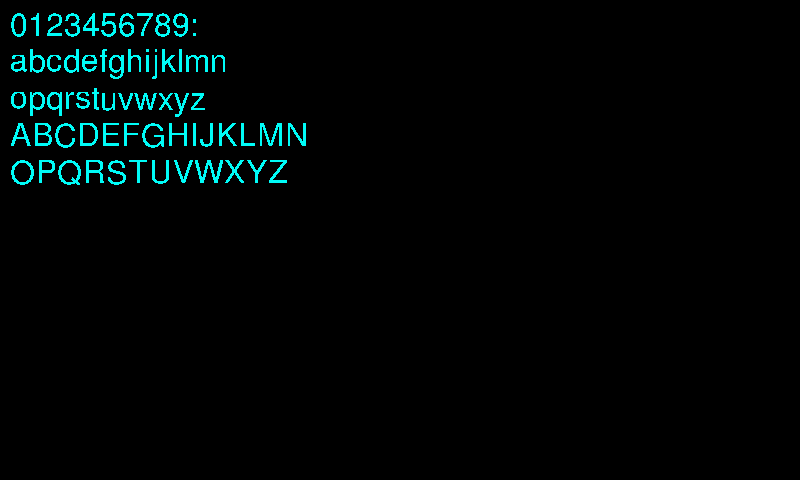 0123456789:
abcdefghijklmn
opqrstuvwxyz
ABCDEFGHIJKLMN
OPQRSTUVWXYZ